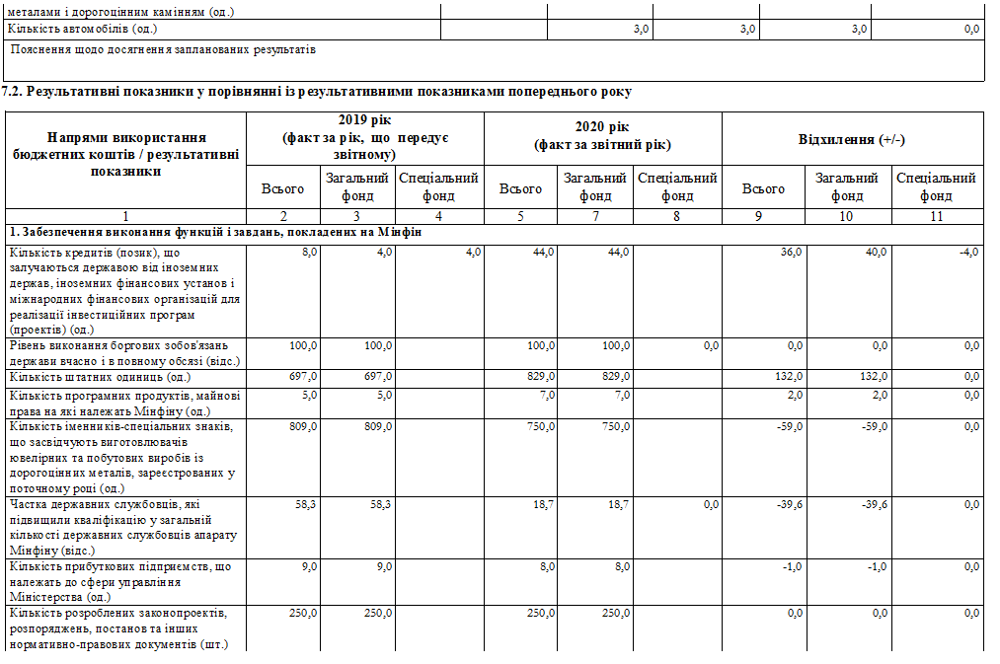 металами і дорогоцінним камінням (од.)
Кількість автомобілів (од.) 3,0 3,0 3,0 0,0
Пояснення щодо досягнення запланованих результатів
7.2. Результативні показники у порівнянні із результативними показниками попереднього року
Напрями використання
бюджетних коштів / результативні
показники
2019 рік
(факт за рік, що передує
звітному)
2020 рік
(факт за звітний рік)
Відхилення (+/-)
Всього Загальний фонд Спеціальний фонд Всього Загальний фонд Спеціальний фонд Всього Загальний фонд Спеціальний фонд
1 2 3 4 5 7 8 9 10 11
1. Забезпечення виконання функцій і завдань, покладених на Мінфін
Кількість кредитів (позик), що 8,0 4,0 4,0 44,0 44,0 36,0 40,0 -4,0
залучаються державою від іноземних
держав, іноземних фінансових установ і
міжнародних фінансових організацій для
реалізації інвестиційних програм
(проектів) (од.)
Рівень виконання боргових зобов'язань 100,0 100,0 100,0 100,0 0,0 0,0 0,0 0,0
держави вчасно і в повному обсязі (відс.)
Кількість штатних одиниць (од.) 697,0 697,0 829,0 829,0 132,0 132,0 0,0
Кількість програмних продуктів, майнові 5,0 5,0 7,0 7,0 2,0 2,0 0,0
права на які належать Мінфіну (од.)
Кількість іменників-спеціальних знаків, 809,0 809,0 750,0 750,0 -59,0 -59,0 0,0
що засвідчують виготовлювачів
ювелірних та побутових виробів із
дорогоцінних металів, зареєстрованих у
поточному році (од.)
Частка державних службовців, які 58,3 58,3 18,7 18,7 0,0 -39,6 -39,6 0,0
підвищили кваліфікацію у загальній
кількості державних службовців апарату
Мінфіну (відс.)
Кількість прибуткових підприємств, що 9,0 9,0 8,0 8,0 -1,0 -1,0 0,0
належать до сфери управління
Міністерства (од.)
Кількість розроблених законопроектів, 250,0 250,0 250,0 250,0 0,0 0,0 0,0
розпоряджень, постанов та інших
нормативно-правових документів (шт.)